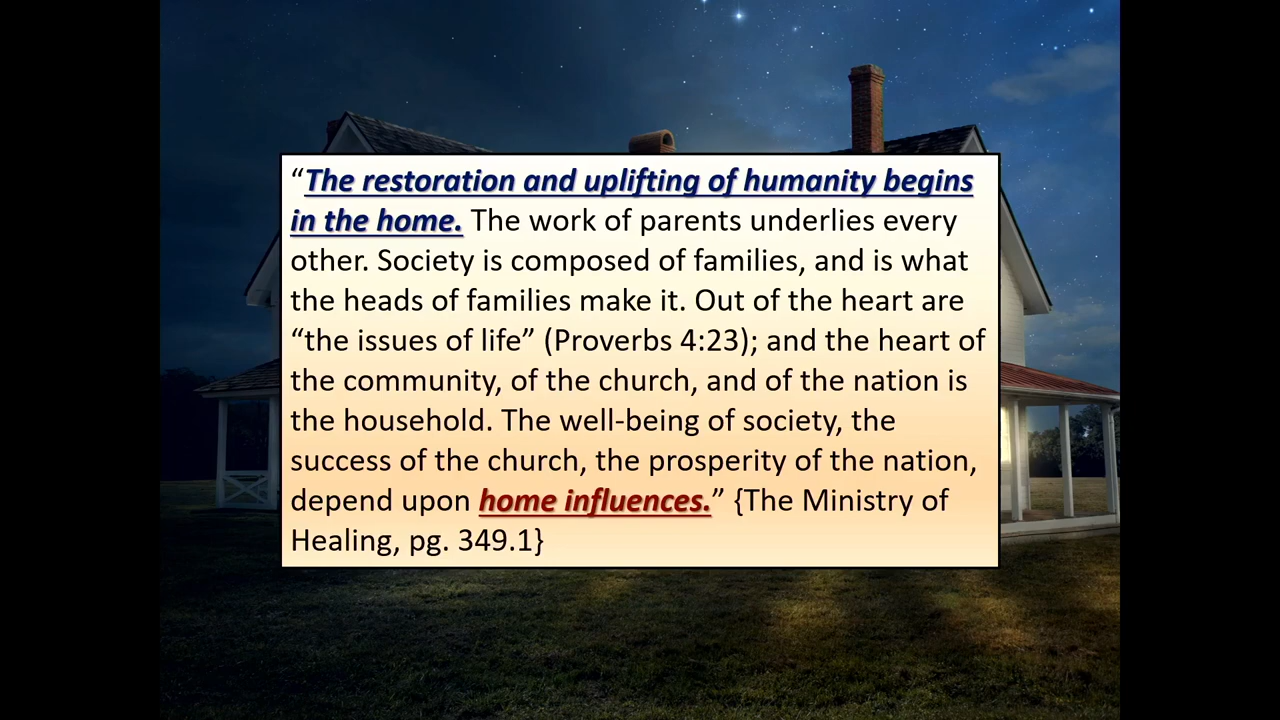 “The restoration and uplifting of humanity begins
in the home. The work of parents underlies every
other. Society is composed of families, and is what
the heads of families make it. Out of the heart are
“the issues of life” (Proverbs 4:23); and the heart of
the community, of the church, and of the nation is
the household. The well-being of society, the
success of the church, the prosperity of the nation,
depend upon home influences.” {The Ministry of
Healing, pg. 349.1}